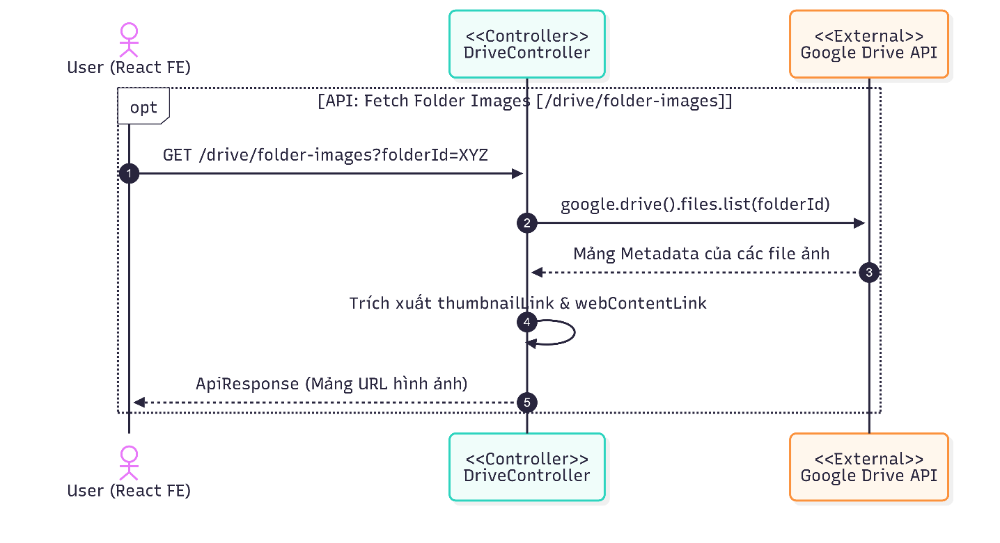 <<Controller>>
DriveController
<<External>>
Google Drive API
User (React FE)
opt
[API: Fetch Folder Images [/drive/folder-images]]
GET /drive/folder-images?folderId=XYZ
1
google.drive().files.list(folderId)
2
Mảng Metadata của các file ảnh
3
Trích xuất thumbnailLink & webContentLink
4
ApiResponse (Mảng URL hình ảnh)
5
<<Controller>>
DriveController
<<External>>
Google Drive API
User (React FE)